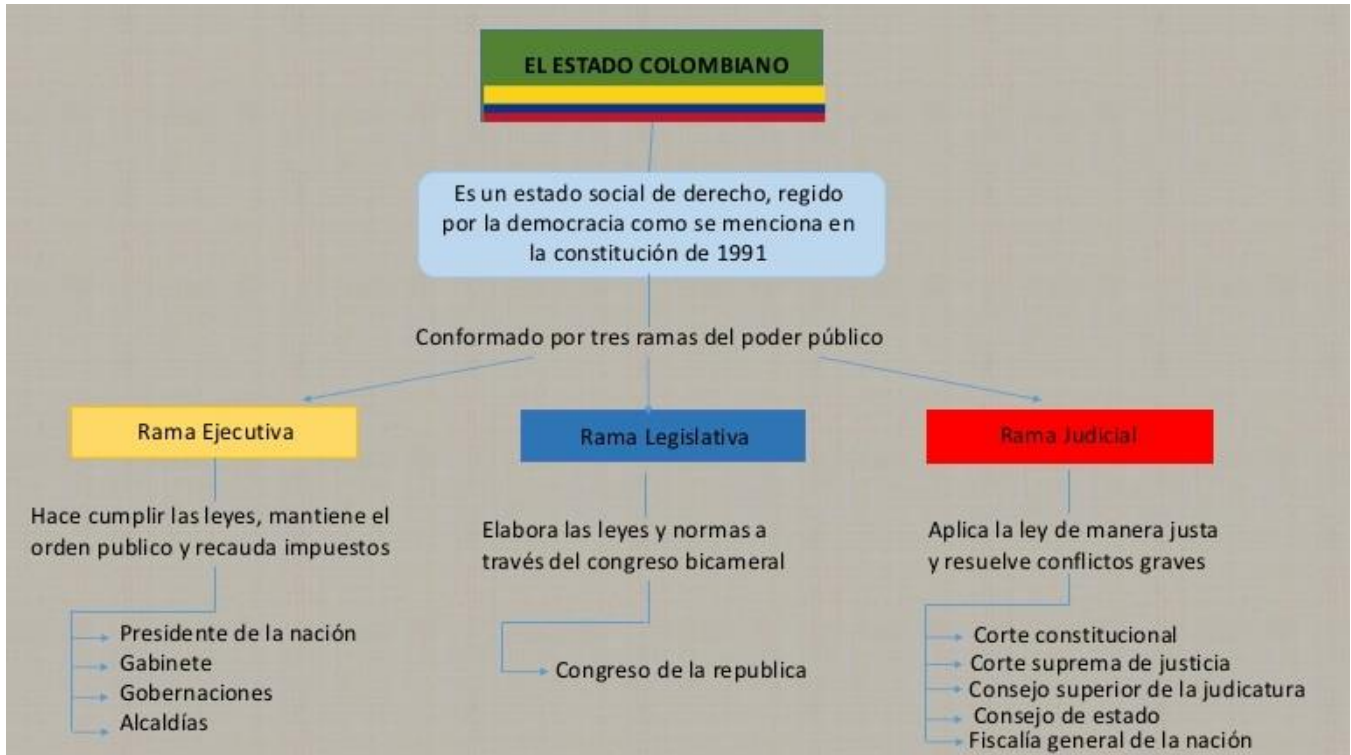 EL ESTADO COLOMBIANO
Es un estado social de derecho, regido
por la democracia como se menciona en
la constitución de 1991
Conformado por tres ramas del poder público
Rama Ejecutiva
Hace cumplir las leyes, mantiene el
orden publico y recauda impuestos
Presidente de la nación
Gabinete
Gobernaciones
Alcaldías
Rama Legislativa
Elabora las leyes y normas a
través del congreso bicameral
Congreso de la republica
Rama Judicial
Aplica la ley de manera justa
y resuelve conflictos graves
Corte constitucional
Corte suprema de justicia
Consejo superior de la judicatura
Consejo de estado
Fiscalía general de la nación